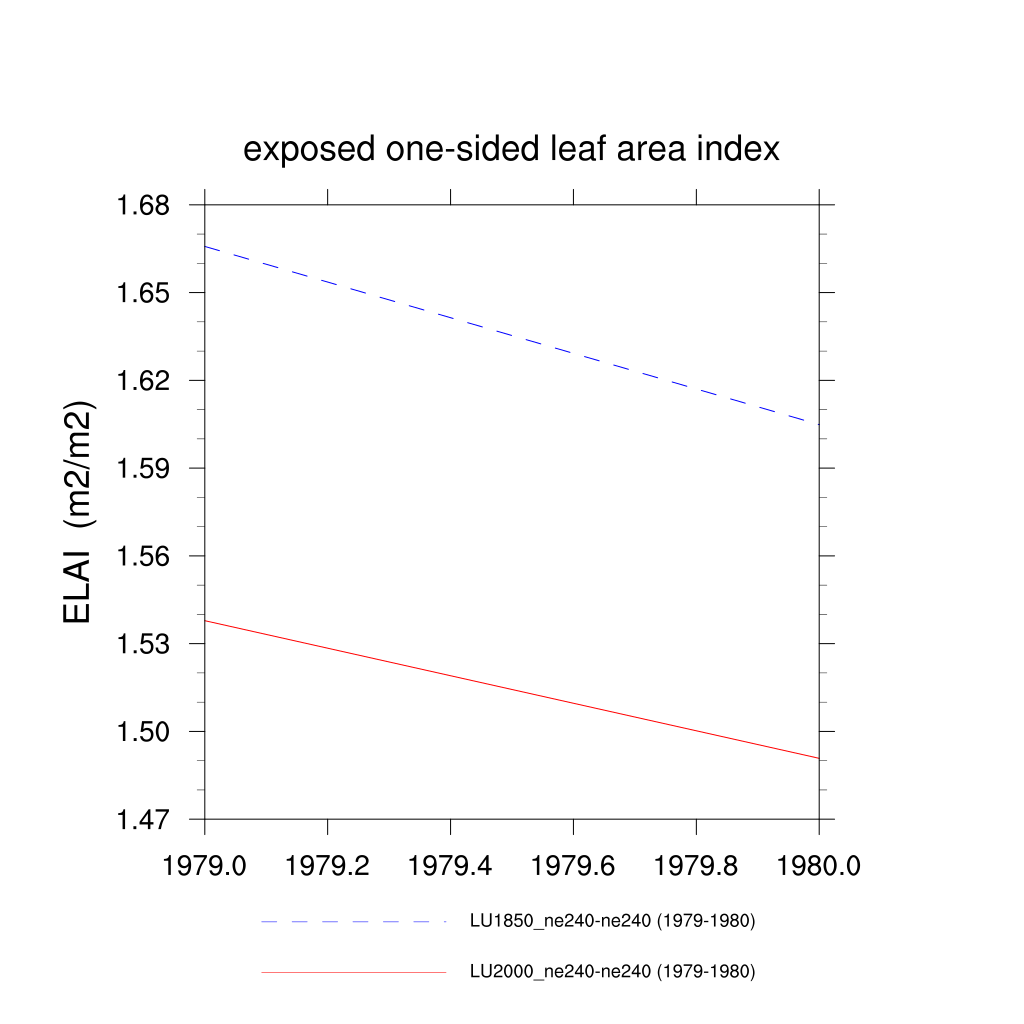 exposed one-sided leaf area index
ELAI (m2/m2)
1.68
1.65
1.62
1.59
1.56
1.53
1.50
1.47
1979.0 1979.2 1979.4 1979.6 1979.8 1980.0
LU1850_ne240-ne240 (1979-1980)
LU2000_ne240-ne240 (1979-1980)